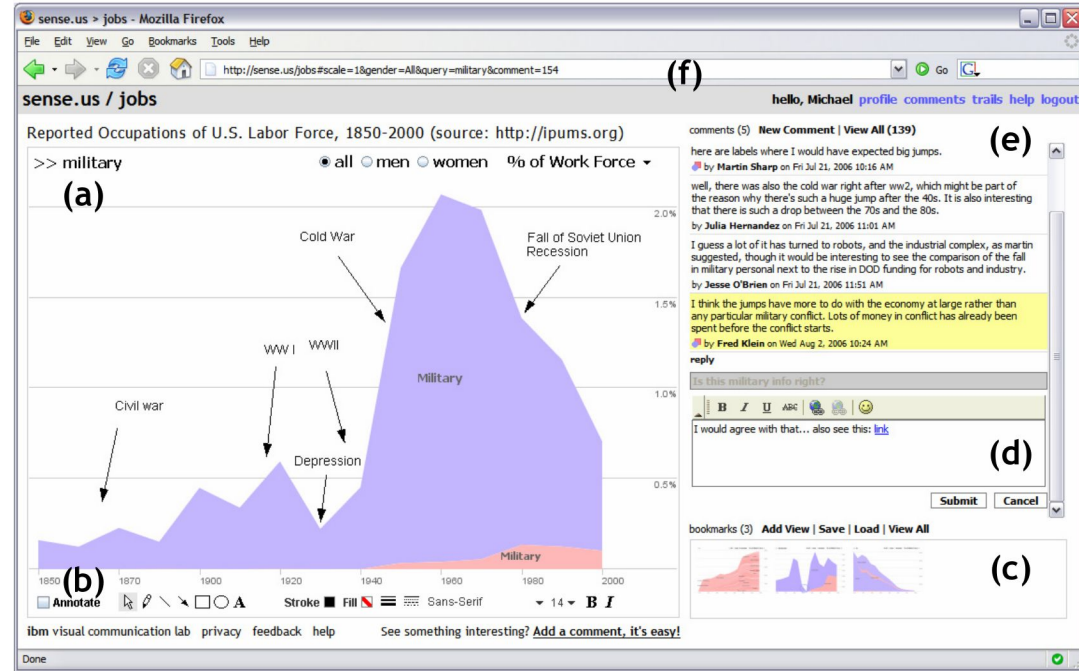 sense.us > jobs - Mozilla Firefox
File Edit View Go Bookmarks Tools Help
http://sense.us/jobs#scale=1&gender=All&query=military&comment=154
(f)
Go
G
sense.us / jobs
hello, Michael profile comments trails help logout
Reported Occupations of U.S. Labor Force, 1850-2000 (source: http://ipums.org)
>> military
all men women
% of Work Force
(a)
2.0%
1.5%
1.0%
0.5%
Cold War
Fall of Soviet Union
Recession
WW I
WWII
Military
Civil war
Depression
Military
1850
1870
1900
1920
1940
1960
1980
2000
(b)
Annotate
A
Stroke
Fill
Sans-Serif
14
B I
ibm visual communication lab privacy feedback help
See something interesting? Add a comment, it's easy!
comments (5) New Comment | View All (139)
(e)
here are labels where I would have expected big jumps.
by Martin Sharp on Fri Jul 21, 2006 10:16 AM
well, there was also the cold war right after ww2, which might be part of
the reason why there's such a huge jump after the 40s. It is also interesting
that there is such a drop between the 70s and the 80s.
by Julia Hernandez on Fri Jul 21, 2006 11:01 AM
I guess a lot of it has turned to robots, and the industrial complex, as martin
suggested, though it would be interesting to see the comparison of the fall
in military personal next to the rise in DOD funding for robots and industry.
by Jesse O'Brien on Fri Jul 21, 2006 11:51 AM
I think the jumps have more to do with the economy at large rather than
any particular military conflict. Lots of money in conflict has already been
spent before the conflict starts.
by Fred Klein on Wed Aug 2, 2006 10:24 AM
reply
Is this military info right?
B I U ABC
I would agree with that... also see this: link
(d)
Submit Cancel
bookmarks (3) Add View | Save | Load | View All
(c)
Done